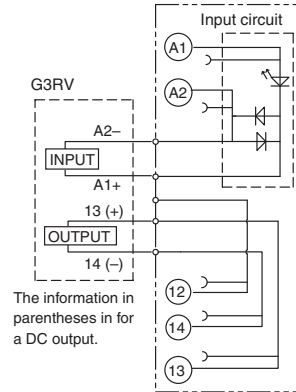 Input circuit
A1
G3RV
A2
A2–
INPUT
A1+
13 (+)
OUTPUT
14 (–)
The information in
parentheses in for
a DC output.
12
14
13